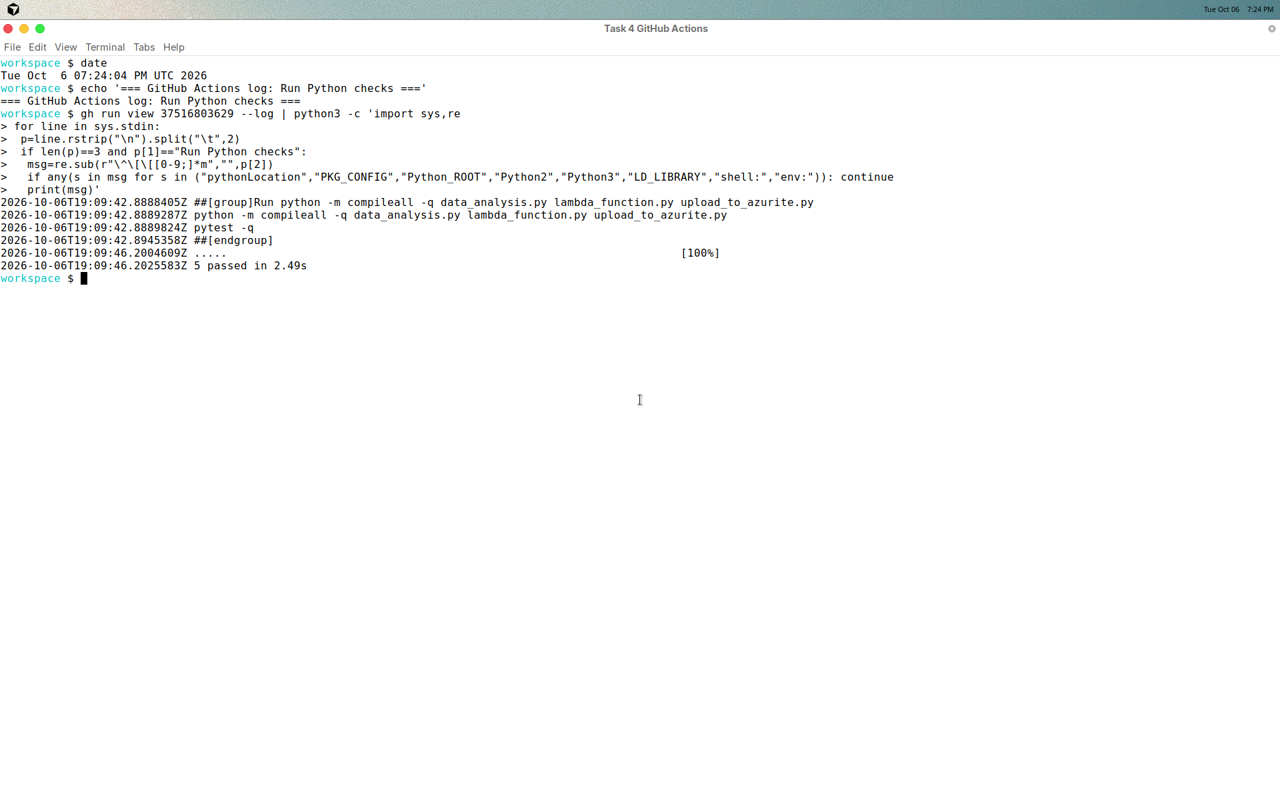 Tue Oct 06 7:24 PM
Task 4 GitHub Actions
File Edit View Terminal Tabs Help
workspace $ date
Tue Oct  6 07:24:04 PM UTC 2026
workspace $ echo '=== GitHub Actions log: Run Python checks ==='
=== GitHub Actions log: Run Python checks ===
workspace $ gh run view 37516803629 --log | python3 -c 'import sys,re
> for line in sys.stdin:
>  p=line.rstrip("\n").split("\t",2)
>  if len(p)==3 and p[1]=="Run Python checks":
>   msg=re.sub(r"\^\[\[[0-9;]*m","",p[2])
>   if any(s in msg for s in ("pythonLocation","PKG_CONFIG","Python_ROOT","Python2","Python3","LD_LIBRARY","shell:","env:")): continue
>   print(msg)'
2026-10-06T19:09:42.8888405Z ##[group]Run python -m compileall -q data_analysis.py lambda_function.py upload_to_azurite.py
2026-10-06T19:09:42.8889287Z python -m compileall -q data_analysis.py lambda_function.py upload_to_azurite.py
2026-10-06T19:09:42.8889824Z pytest -q
2026-10-06T19:09:42.8945358Z ##[endgroup]
2026-10-06T19:09:46.2004609Z ..... [100%]
2026-10-06T19:09:46.2025583Z 5 passed in 2.49s
workspace $